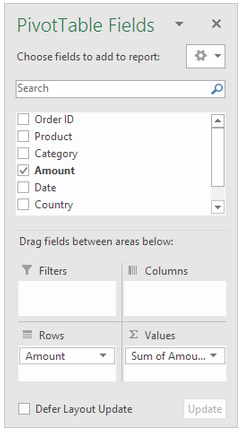 PivotTable Fields
Choose fields to add to report:
Search
Order ID
Product
Category
Amount
Date
Country
Drag fields between areas below:
Filters
Columns
Rows
Σ Values
Amount
Sum of Amou...
Defer Layout Update
Update